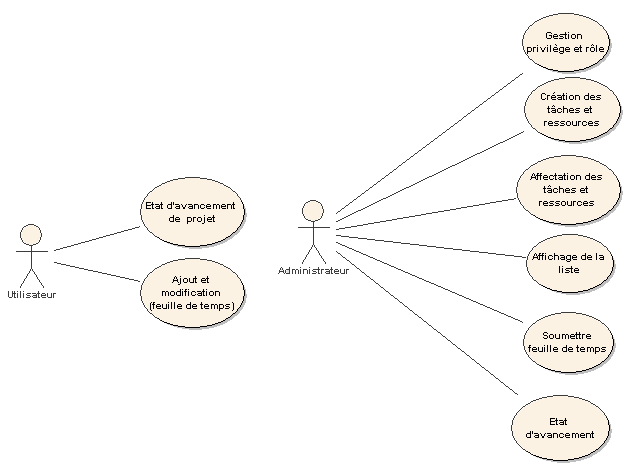 Gestion
privilège et rôle
Création des
tâches et
ressources
Affectation des
tâches et
ressources
Affichage de la
liste
Soumettre
feuille de temps
Etat
d'avancement
Administrateur
Etat d'avancement
de projet
Ajout et
modification
(feuille de temps)
Utilisateur